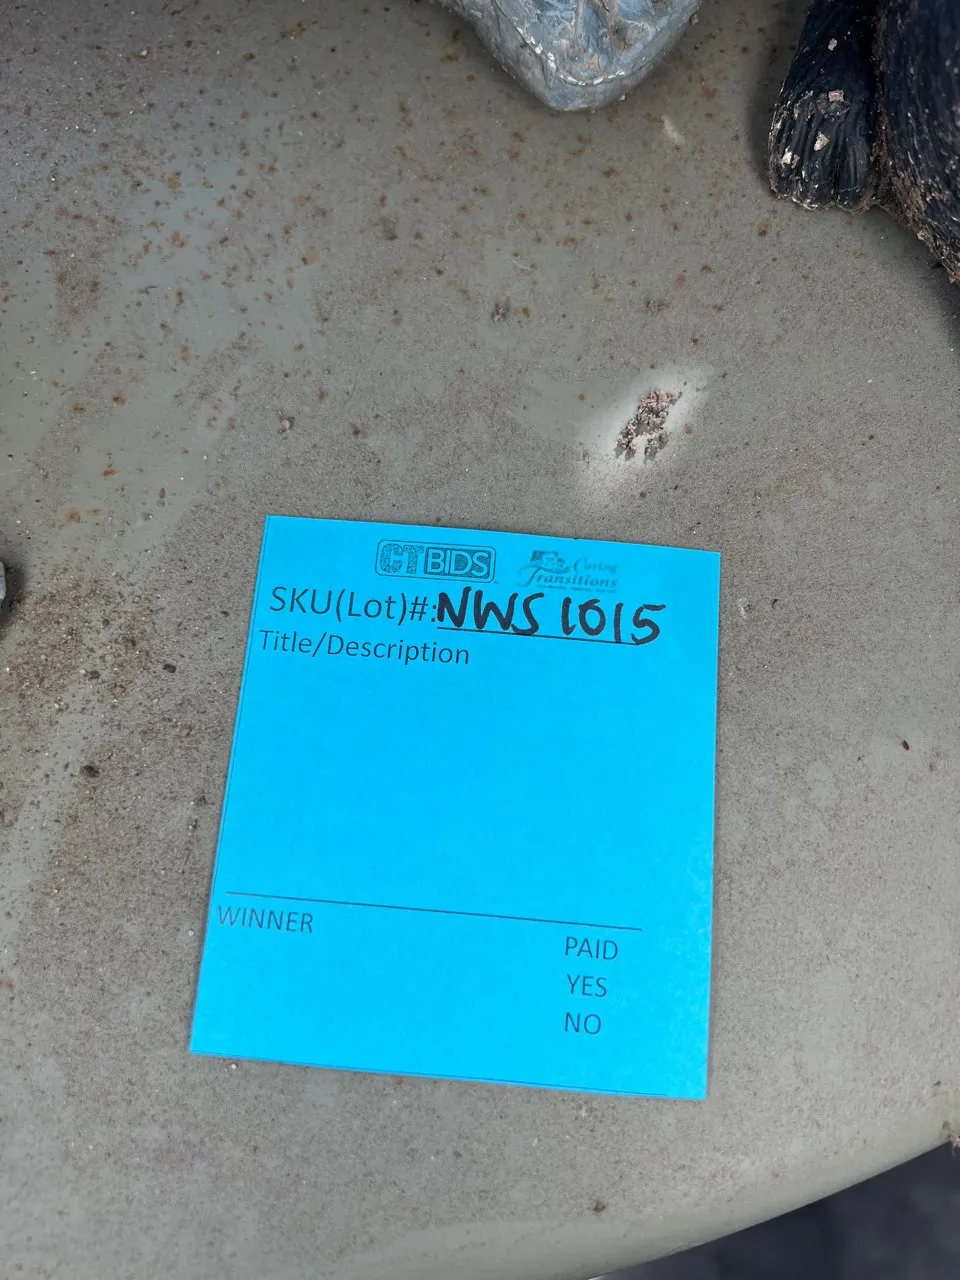 CTBIDS
Caring
Transitions
SKU(Lot)#:NWS 1015
Title/Description
WINNER
PAID
YES
NO